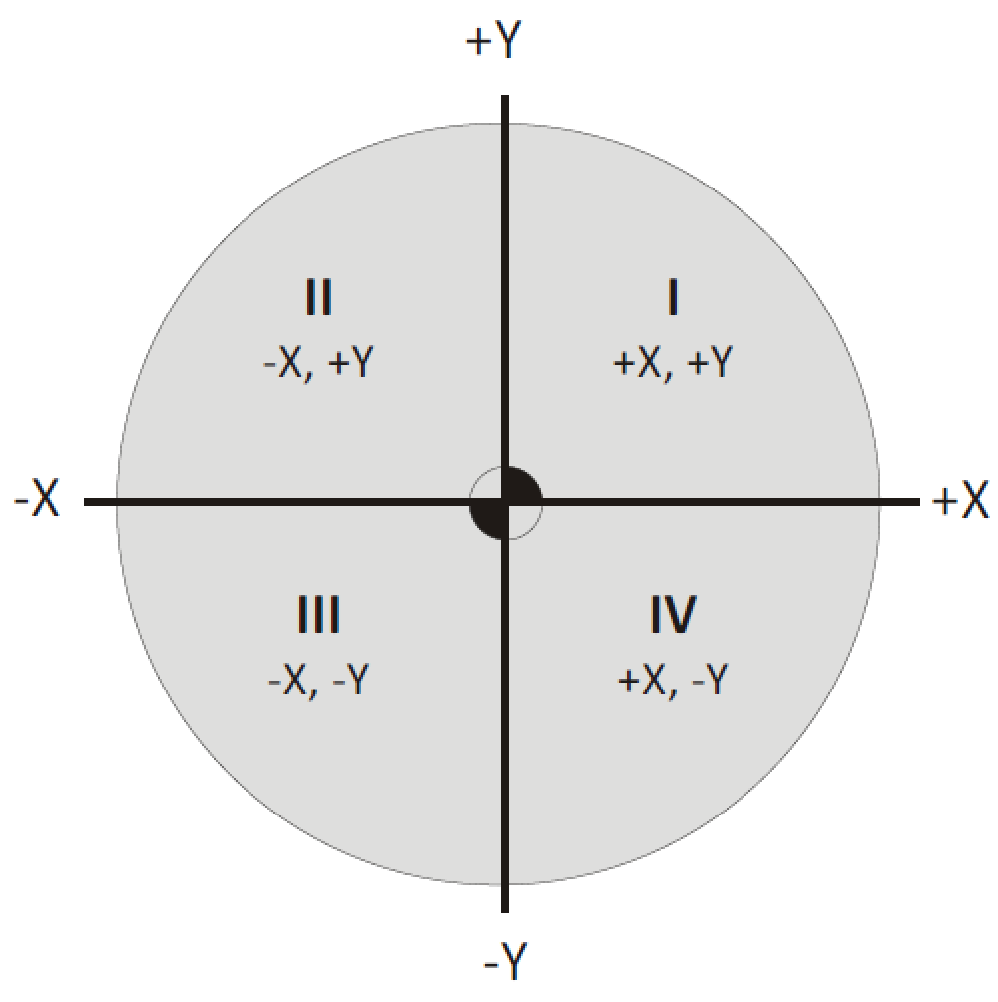 +Y
II
I
-X, +Y
+X, +Y
-X
+X
III
IV
-X, -Y
+X, -Y
-Y